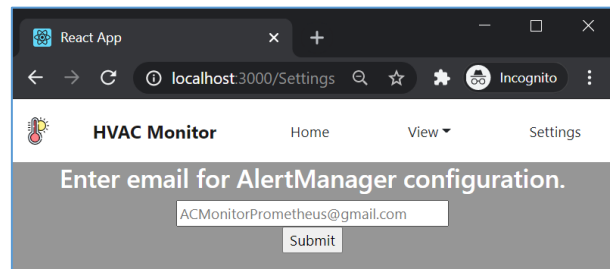 React App
localhost:3000/Settings Incognito
HVAC Monitor Home View Settings
Enter email for AlertManager configuration.
ACMonitorPrometheus@gmail.com
Submit